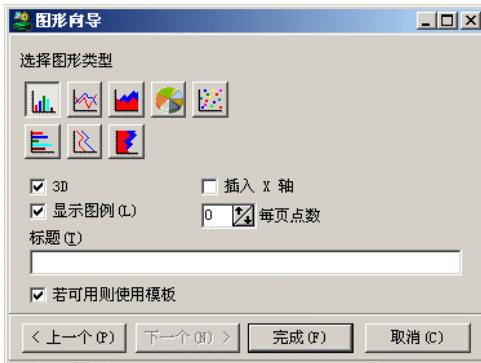 图形向导
选择图形类型
3D
插入 X 轴
显示图例(L)
0 每页点数
标题(T)
若可用则使用模板
< 上一个(P) 下一个(N) > 完成(F) 取消(C)